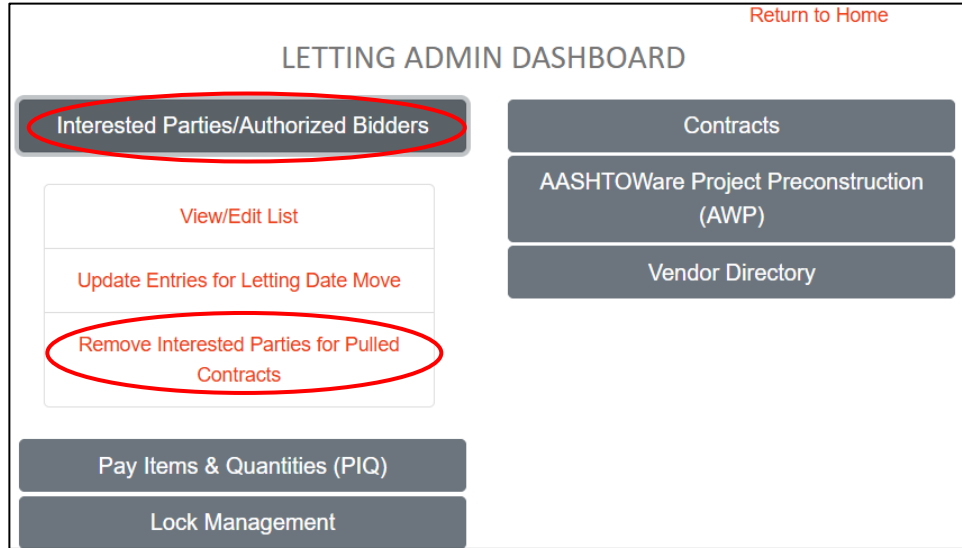 Return to Home
LETTING ADMIN DASHBOARD
Interested Parties/Authorized Bidders
View/Edit List
Update Entries for Letting Date Move
Remove Interested Parties for Pulled
Contracts
Pay Items & Quantities (PIQ)
Lock Management
Contracts
AASHTOWare Project Preconstruction
(AWP)
Vendor Directory